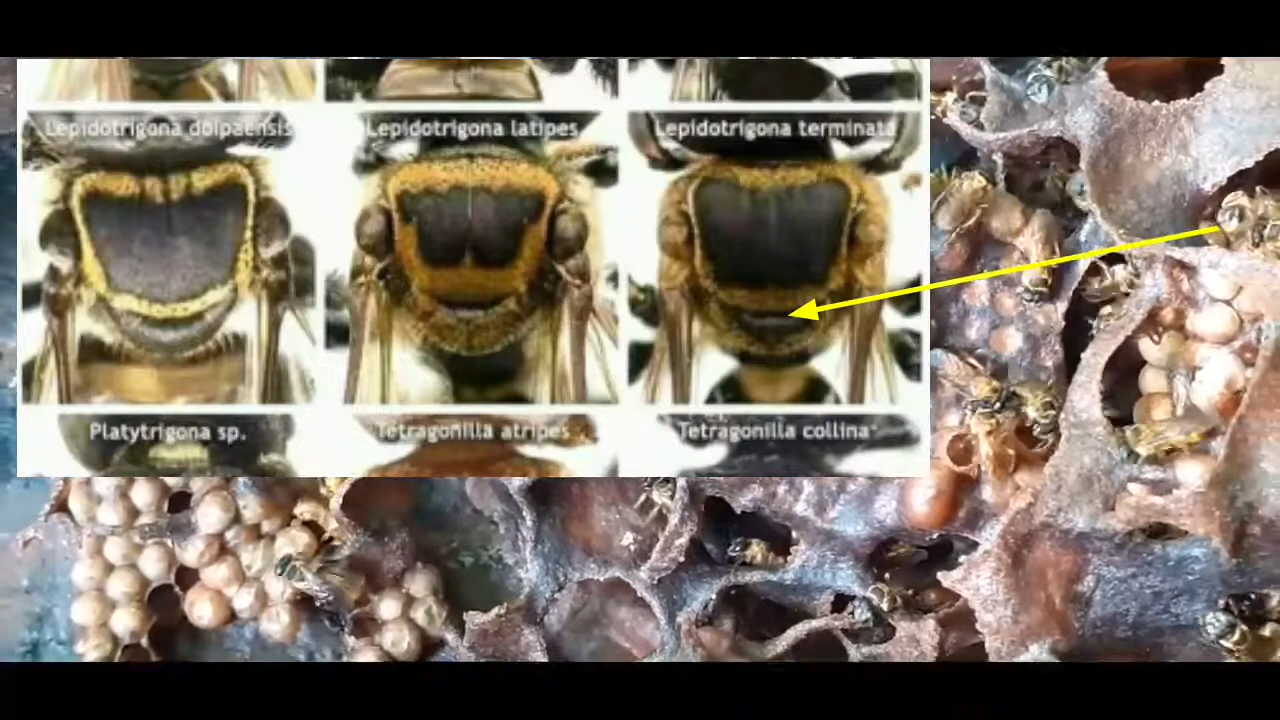 Lepidotrigona doipaensis
Lepidotrigona latipes
Lepidotrigona terminata
Platytrigona sp.
Tetragonilla atripes
Tetragonilla collina